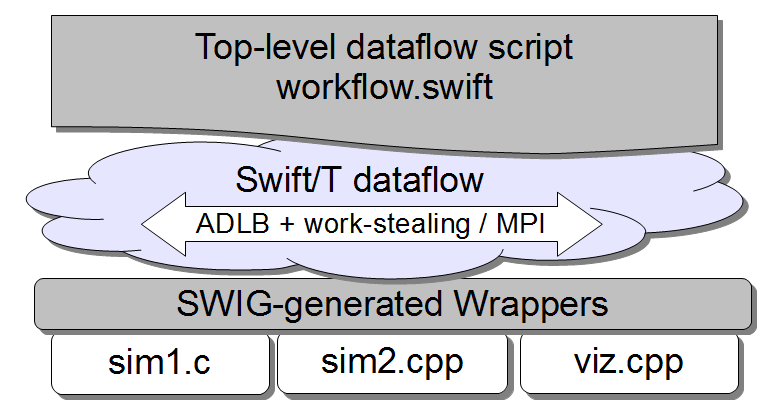 Top-level dataflow script
workflow.swift
Swift/T dataflow
ADLB + work-stealing / MPI
SWIG-generated Wrappers
sim1.c
sim2.cpp
viz.cpp